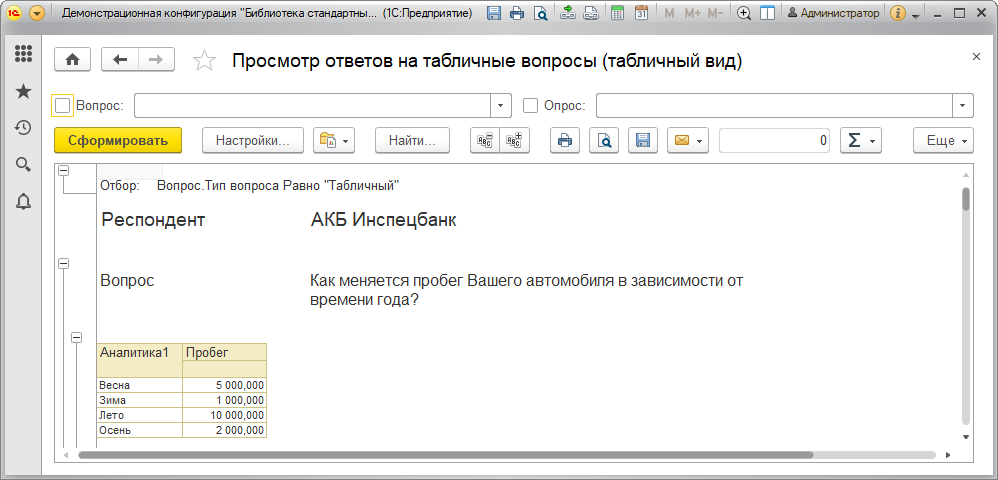 Демонстрационная конфигурация "Библиотека стандартны... (1С:Предприятие)
M M+ M- Администратор
Просмотр ответов на табличные вопросы (табличный вид)
Вопрос: Опрос:
Сформировать Настройки... Найти... 0 Σ Еще
Отбор: Вопрос.Тип вопроса Равно "Табличный"
Респондент АКБ Инспецбанк
Вопрос Как меняется пробег Вашего автомобиля в зависимости от
времени года?
Аналитика1 Пробег
Весна 5 000,000
Зима 1 000,000
Лето 10 000,000
Осень 2 000,000